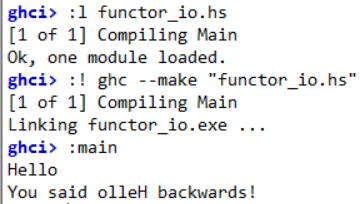 ghci> :l functor_io.hs
[1 of 1] Compiling Main
Ok, one module loaded.
ghci> :! ghc --make "functor_io.hs"
[1 of 1] Compiling Main
Linking functor_io.exe ...
ghci> :main
Hello
You said olleH backwards!